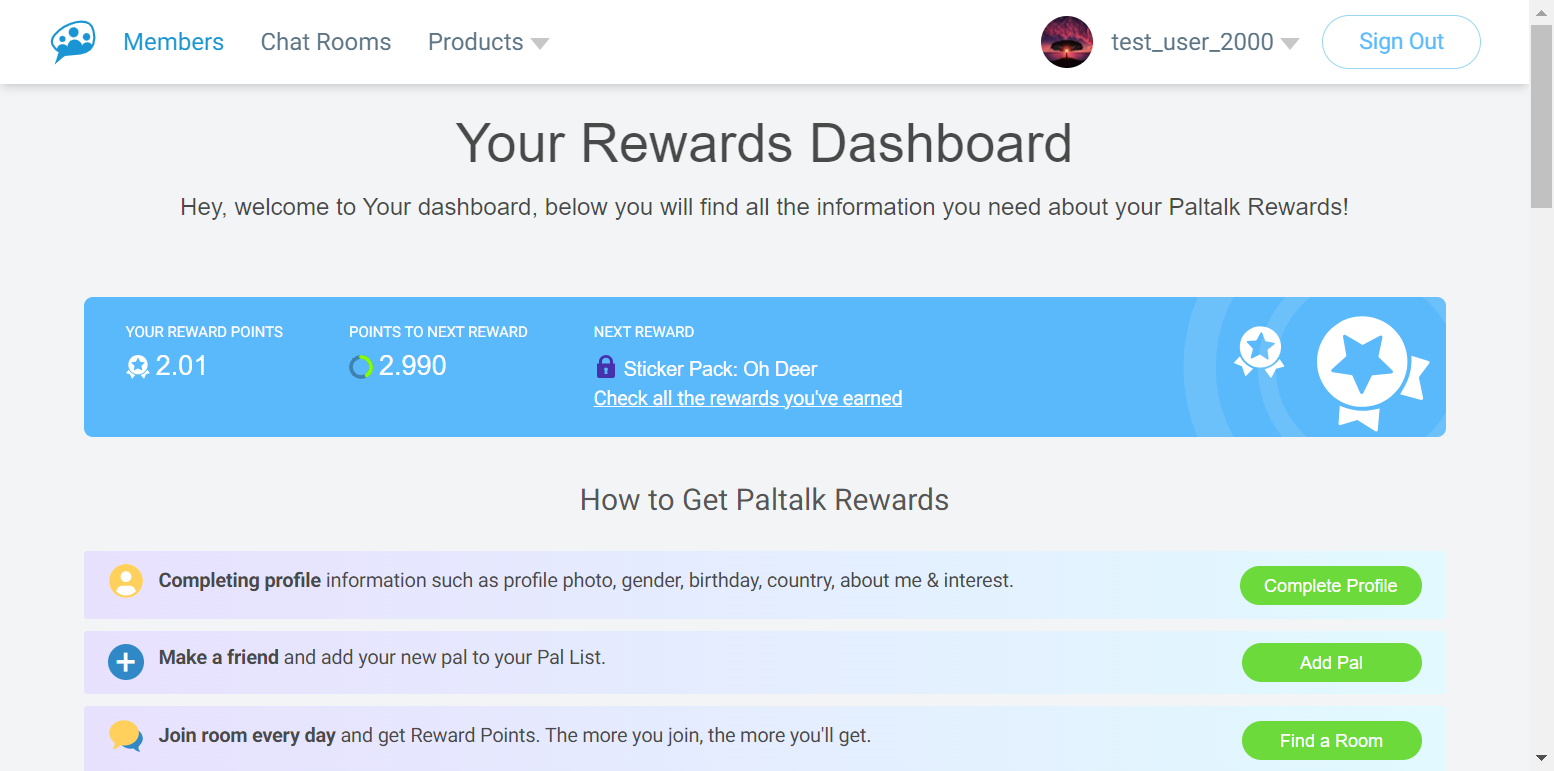 Members Chat Rooms Products test_user_2000 Sign Out
Your Rewards Dashboard
Hey, welcome to Your dashboard, below you will find all the information you need about your Paltalk Rewards!
YOUR REWARD POINTS POINTS TO NEXT REWARD NEXT REWARD
2.01 2.990 Sticker Pack: Oh Deer
Check all the rewards you've earned
How to Get Paltalk Rewards
Completing profile information such as profile photo, gender, birthday, country, about me & interest. Complete Profile
Make a friend and add your new pal to your Pal List. Add Pal
Join room every day and get Reward Points. The more you join, the more you'll get. Find a Room